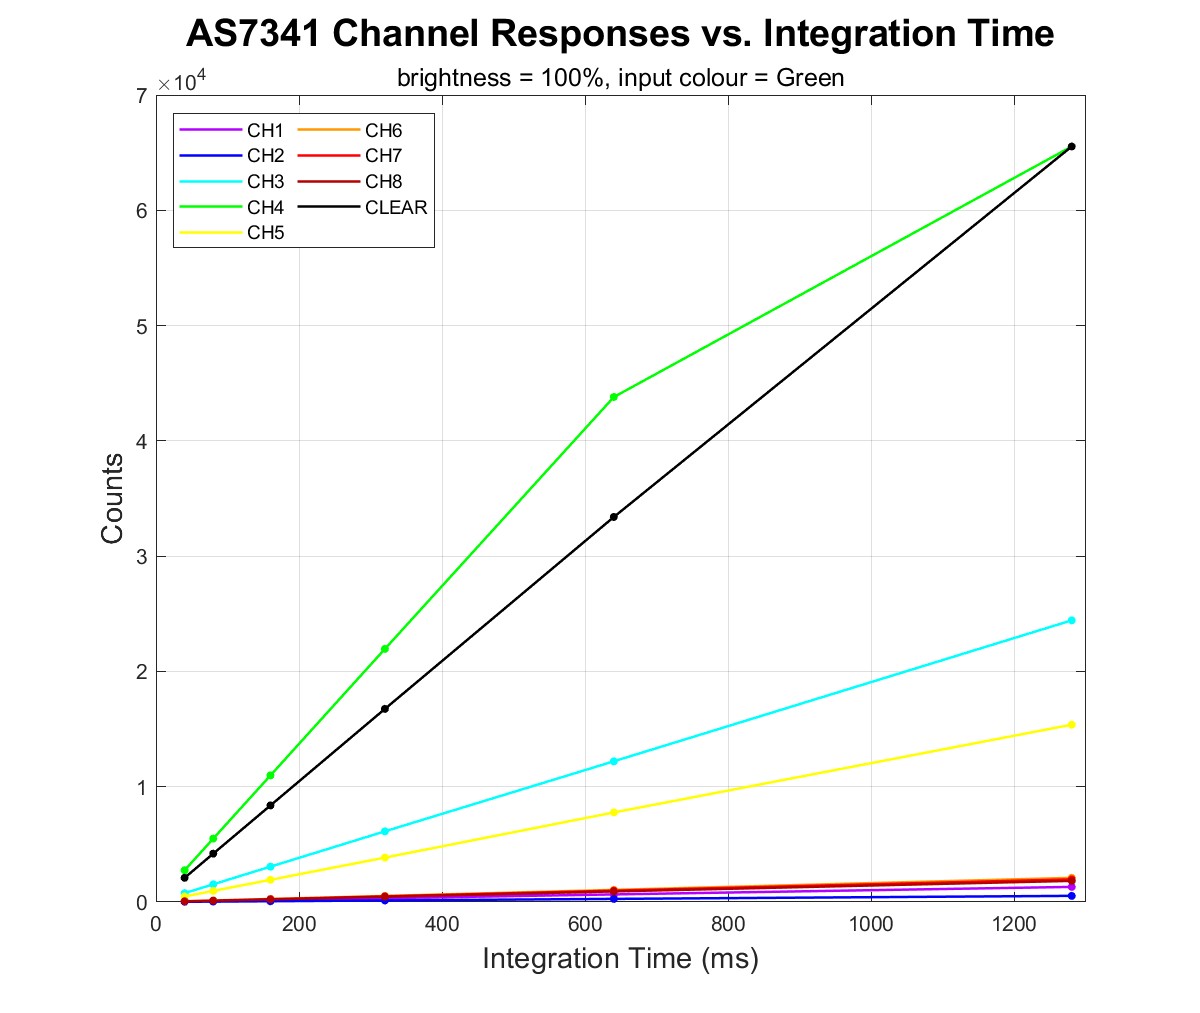 AS7341 Channel Responses vs. Integration Time
brightness = 100%, input colour = Green
×10^4
7
6
5
4
3
2
1
0
Counts
CH1
CH2
CH3
CH4
CH5
CH6
CH7
CH8
CLEAR
0 200 400 600 800 1000 1200
Integration Time (ms)